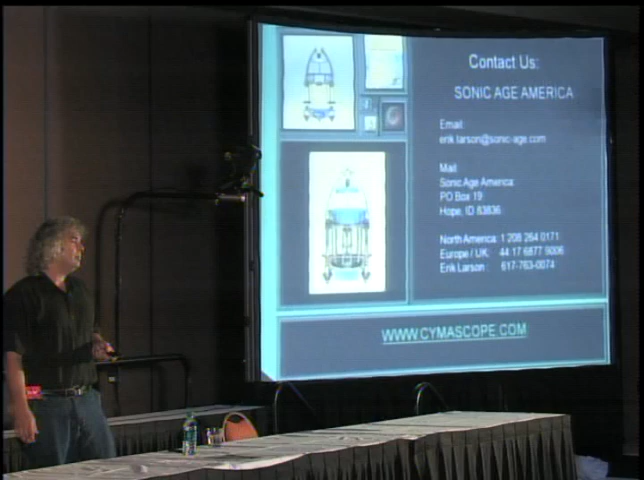 Contact Us:
SONIC AGE AMERICA
Email:
erik.larson@sonic-age.com
Mail:
Sonic Age America
PO Box 19
Hope, ID 83836
North America: 1 208 264 0171
Europe / UK: 44 17 6877 9006
Erik Larson : 617-763-0074
WWW.CYMASCOPE.COM